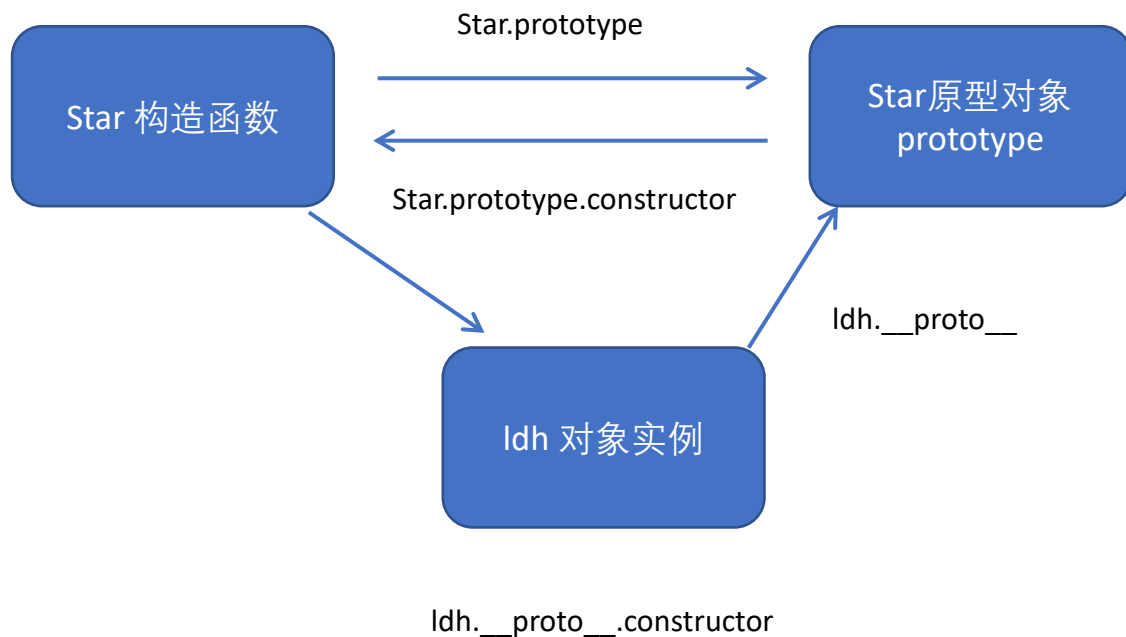 Star.prototype
Star 构造函数
Star原型对象
prototype
Star.prototype.constructor
ldh.__proto__
ldh 对象实例
ldh.__proto__.constructor